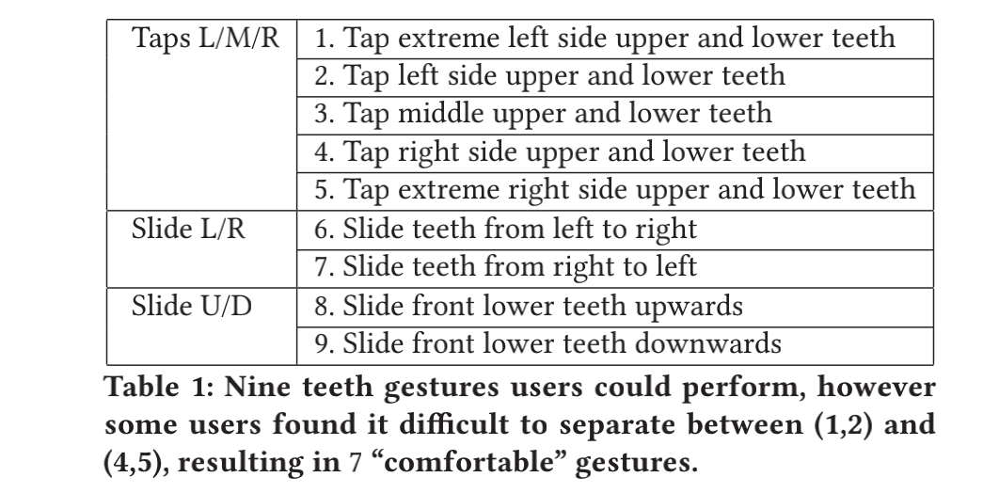 Taps L/M/R 1. Tap extreme left side upper and lower teeth
2. Tap left side upper and lower teeth
3. Tap middle upper and lower teeth
4. Tap right side upper and lower teeth
5. Tap extreme right side upper and lower teeth
Slide L/R 6. Slide teeth from left to right
7. Slide teeth from right to left
Slide U/D 8. Slide front lower teeth upwards
9. Slide front lower teeth downwards
Table 1: Nine teeth gestures users could perform, however
some users found it difficult to separate between (1,2) and
(4,5), resulting in 7 “comfortable” gestures.